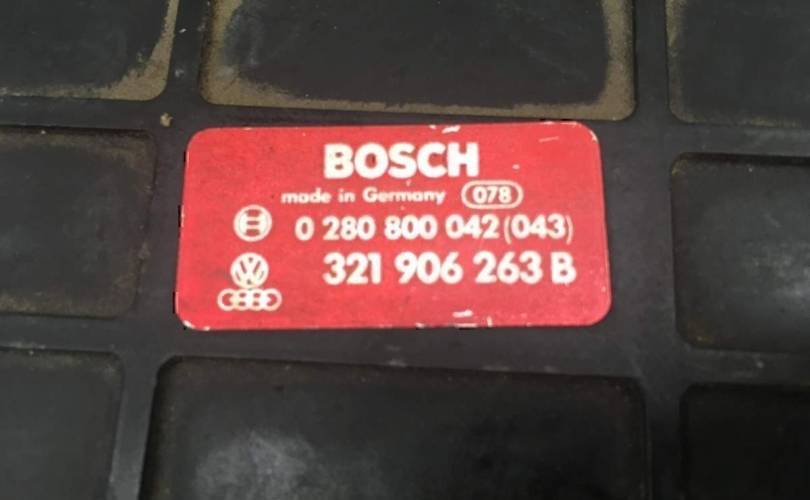 BOSCH
made in Germany 078
0 280 800 042 (043)
321 906 263 B